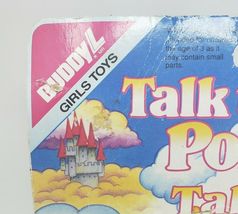 Buddy L
GIRLS TOYS
the age of 3 as it
may contain small
parts.
Talk
Po
Tal